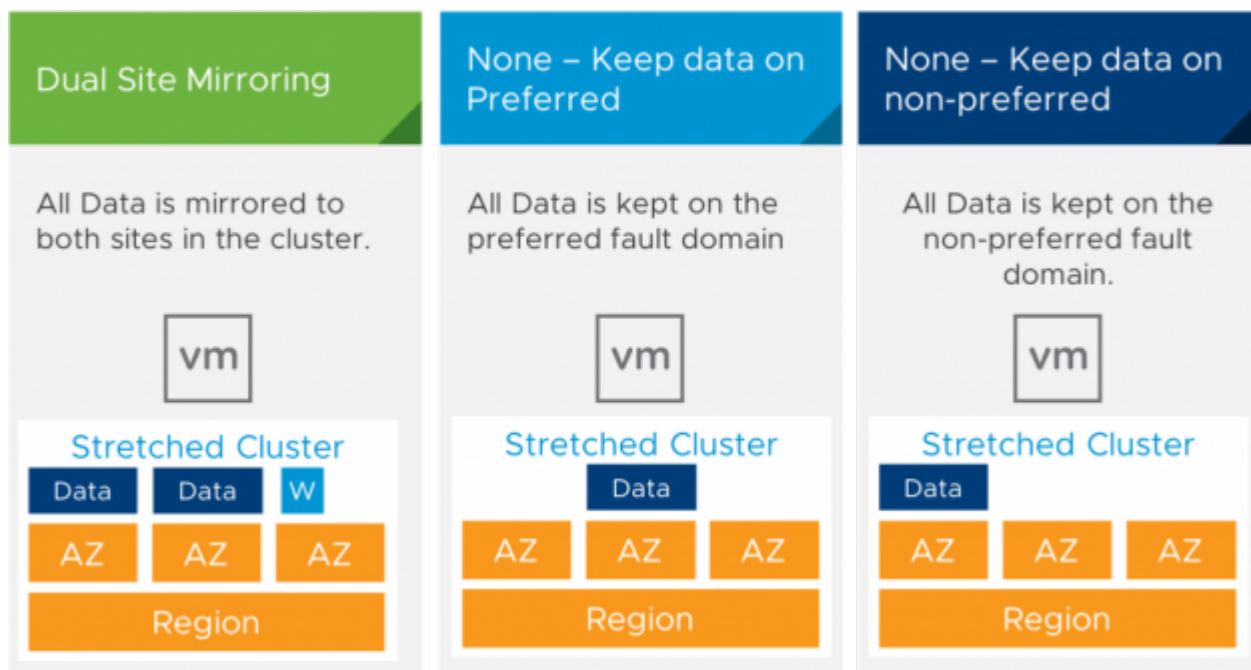 Dual Site Mirroring
All Data is mirrored to
both sites in the cluster.
vm
Stretched Cluster
Data Data W
AZ AZ AZ
Region
None – Keep data on
Preferred
All Data is kept on the
preferred fault domain
vm
Stretched Cluster
Data
AZ AZ AZ
Region
None – Keep data on
non-preferred
All Data is kept on the
non-preferred fault
domain.
vm
Stretched Cluster
Data
AZ AZ AZ
Region